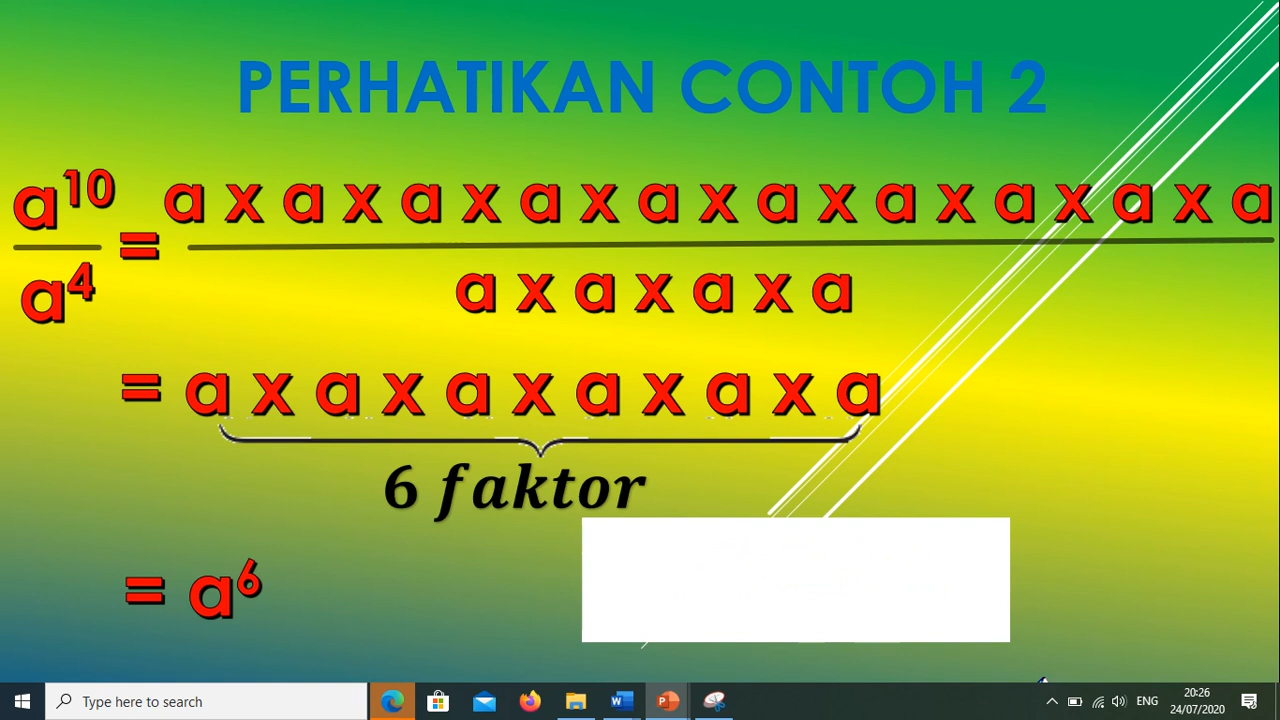 PERHATIKAN CONTOH 2
a¹⁰ = a x a x a x a x a x a x a x a x a x a
a⁴ a x a x a x a
= a x a x a x a x a x a
6 faktor
= a⁶
Type here to search
ENG
20:26
24/07/2020